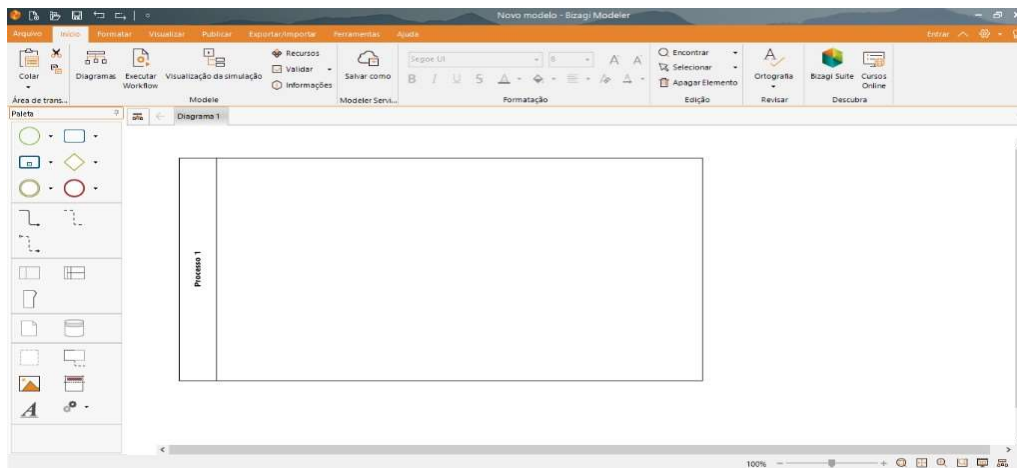 Novo modelo - Bizagi Modeler
Arquivo Início Formatar Visualizar Publicar Exportar/Importar Ferramentas Ajuda Entrar
Colar Diagramas Executar Workflow Visualização da simulação Recursos Validar Informações Salvar como Segoe UI 8 A A Encontrar Selecionar Apagar Elemento Ortografia Bizagi Suite Cursos Online
B I U S A
Área de trans... Modele Modeler Servi... Formatação Edição Revisar Descubra
Paleta Diagrama 1
Processo 1
A
100%